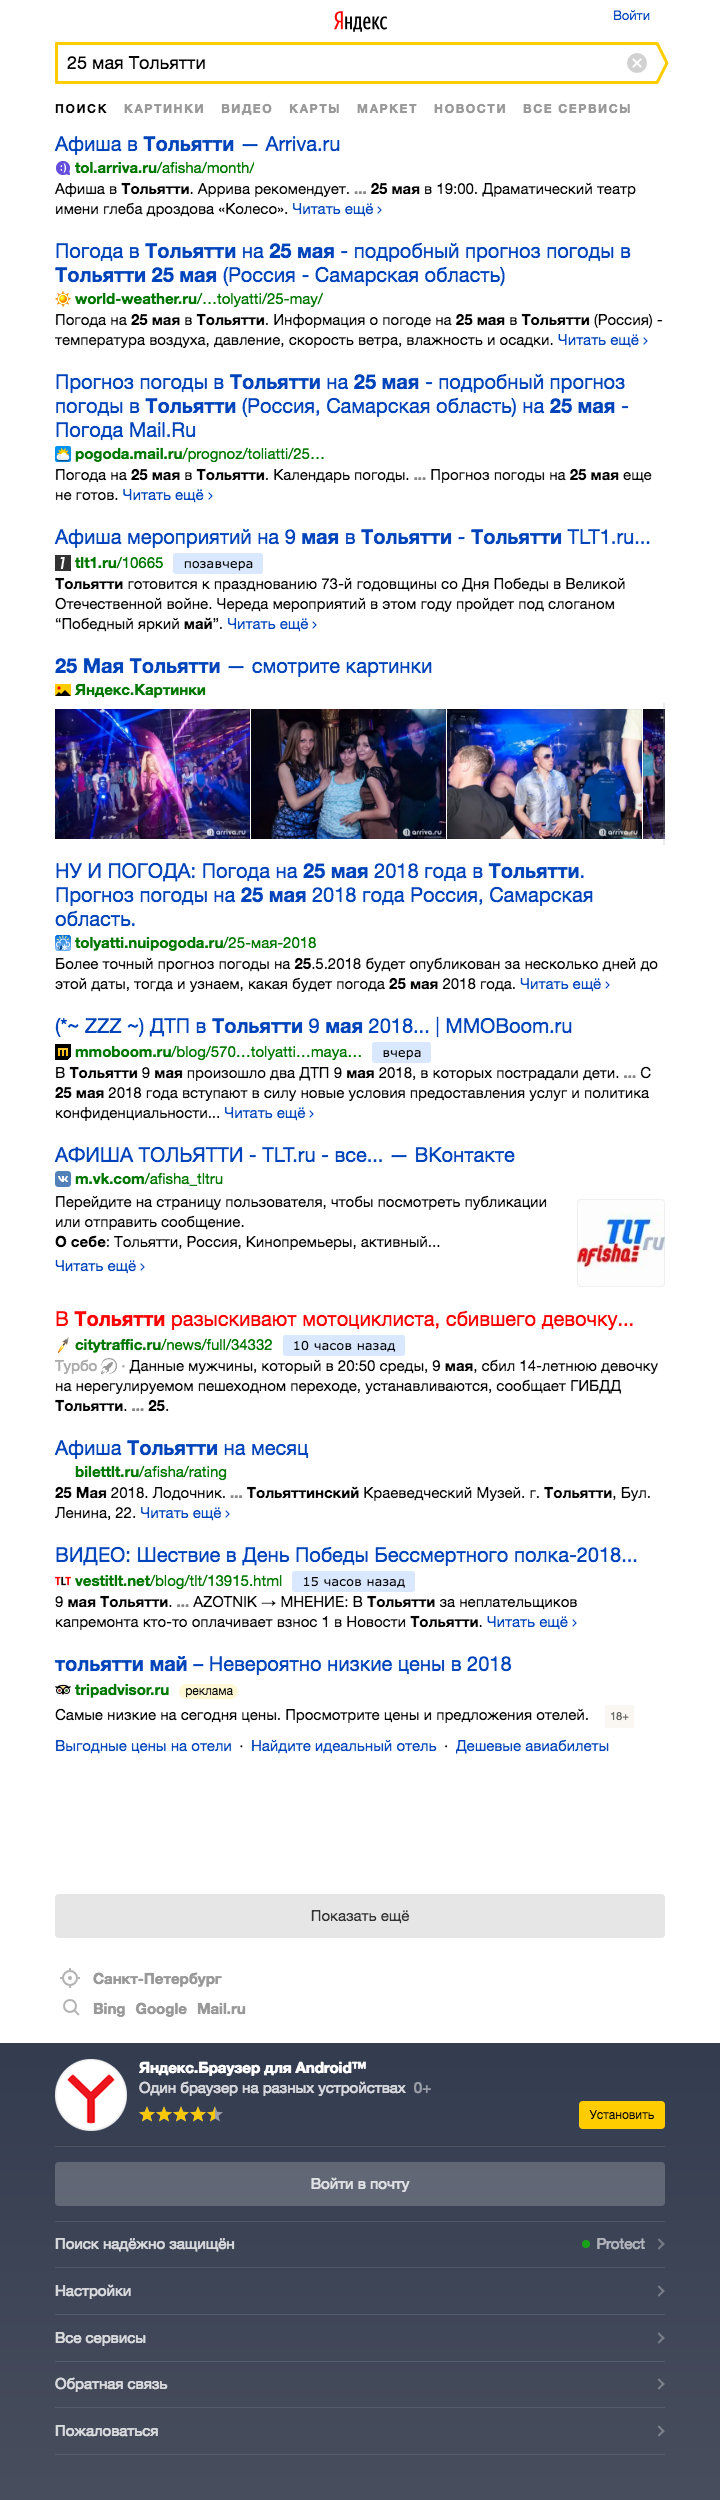 Яндекс
Войти
25 мая Тольятти
ПОИСК КАРТИНКИ ВИДЕО КАРТЫ МАРКЕТ НОВОСТИ ВСЕ СЕРВИСЫ
Афиша в Тольятти — Arriva.ru
tol.arriva.ru/afisha/month/
Афиша в Тольятти. Аррива рекомендует. ... 25 мая в 19:00. Драматический театр
имени глеба дроздова «Колесо». Читать ещё ›
Погода в Тольятти на 25 мая - подробный прогноз погоды в
Тольятти 25 мая (Россия - Самарская область)
world-weather.ru/…tolyatti/25-may/
Погода на 25 мая в Тольятти. Информация о погоде на 25 мая в Тольятти (Россия) -
температура воздуха, давление, скорость ветра, влажность и осадки. Читать ещё ›
Прогноз погоды в Тольятти на 25 мая - подробный прогноз
погоды в Тольятти (Россия, Самарская область) на 25 мая -
Погода Mail.Ru
pogoda.mail.ru/prognoz/toliatti/25…
Погода на 25 мая в Тольятти. Календарь погоды. ... Прогноз погоды на 25 мая еще
не готов. Читать ещё ›
Афиша мероприятий на 9 мая в Тольятти - Тольятти TLT1.ru...
tlt1.ru/10665 позавчера
Тольятти готовится к празднованию 73-й годовщины со Дня Победы в Великой
Отечественной войне. Череда мероприятий в этом году пройдет под слоганом
“Победный яркий май”. Читать ещё ›
25 Мая Тольятти — смотрите картинки
Яндекс.Картинки
arriva.ru arriva.ru arriva.ru
НУ И ПОГОДА: Погода на 25 мая 2018 года в Тольятти.
Прогноз погоды на 25 мая 2018 года Россия, Самарская
область.
tolyatti.nuipogoda.ru/25-мая-2018
Более точный прогноз погоды на 25.5.2018 будет опубликован за несколько дней до
этой даты, тогда и узнаем, какая будет погода 25 мая 2018 года. Читать ещё ›
(*~ ZZZ ~) ДТП в Тольятти 9 мая 2018... | MMOBoom.ru
mmoboom.ru/blog/570…tolyatti…maya… вчера
В Тольятти 9 мая произошло два ДТП 9 мая 2018, в которых пострадали дети. ... С
25 мая 2018 года вступают в силу новые условия предоставления услуг и политика
конфиденциальности... Читать ещё ›
АФИША ТОЛЬЯТТИ - TLT.ru - все... — ВКонтакте
m.vk.com/afisha_tltru
Перейдите на страницу пользователя, чтобы посмотреть публикации
или отправить сообщение.
О себе: Тольятти, Россия, Кинопремьеры, активный...
Читать ещё ›
TLT
Afisha ru
В Тольятти разыскивают мотоциклиста, сбившего девочку...
citytraffic.ru/news/full/34332 10 часов назад
Турбо · Данные мужчины, который в 20:50 среды, 9 мая, сбил 14-летнюю девочку
на нерегулируемом пешеходном переходе, устанавливаются, сообщает ГИБДД
Тольятти. ... 25.
Афиша Тольятти на месяц
bilettlt.ru/afisha/rating
25 Мая 2018. Лодочник. ... Тольяттинский Краеведческий Музей. г. Тольятти, Бул.
Ленина, 22. Читать ещё ›
ВИДЕО: Шествие в День Победы Бессмертного полка-2018...
TLT vestitlt.net/blog/tlt/13915.html 15 часов назад
9 мая Тольятти. ... AZOTNIK → МНЕНИЕ: В Тольятти за неплательщиков
капремонта кто-то оплачивает взнос 1 в Новости Тольятти. Читать ещё ›
тольятти май – Невероятно низкие цены в 2018
tripadvisor.ru реклама
Самые низкие на сегодня цены. Просмотрите цены и предложения отелей. 18+
Выгодные цены на отели · Найдите идеальный отель · Дешевые авиабилеты
Показать ещё
Санкт-Петербург
Bing Google Mail.ru
Яндекс.Браузер для Android™
Один браузер на разных устройствах 0+
Установить
Войти в почту
Поиск надёжно защищён Protect
Настройки
Все сервисы
Обратная связь
Пожаловаться